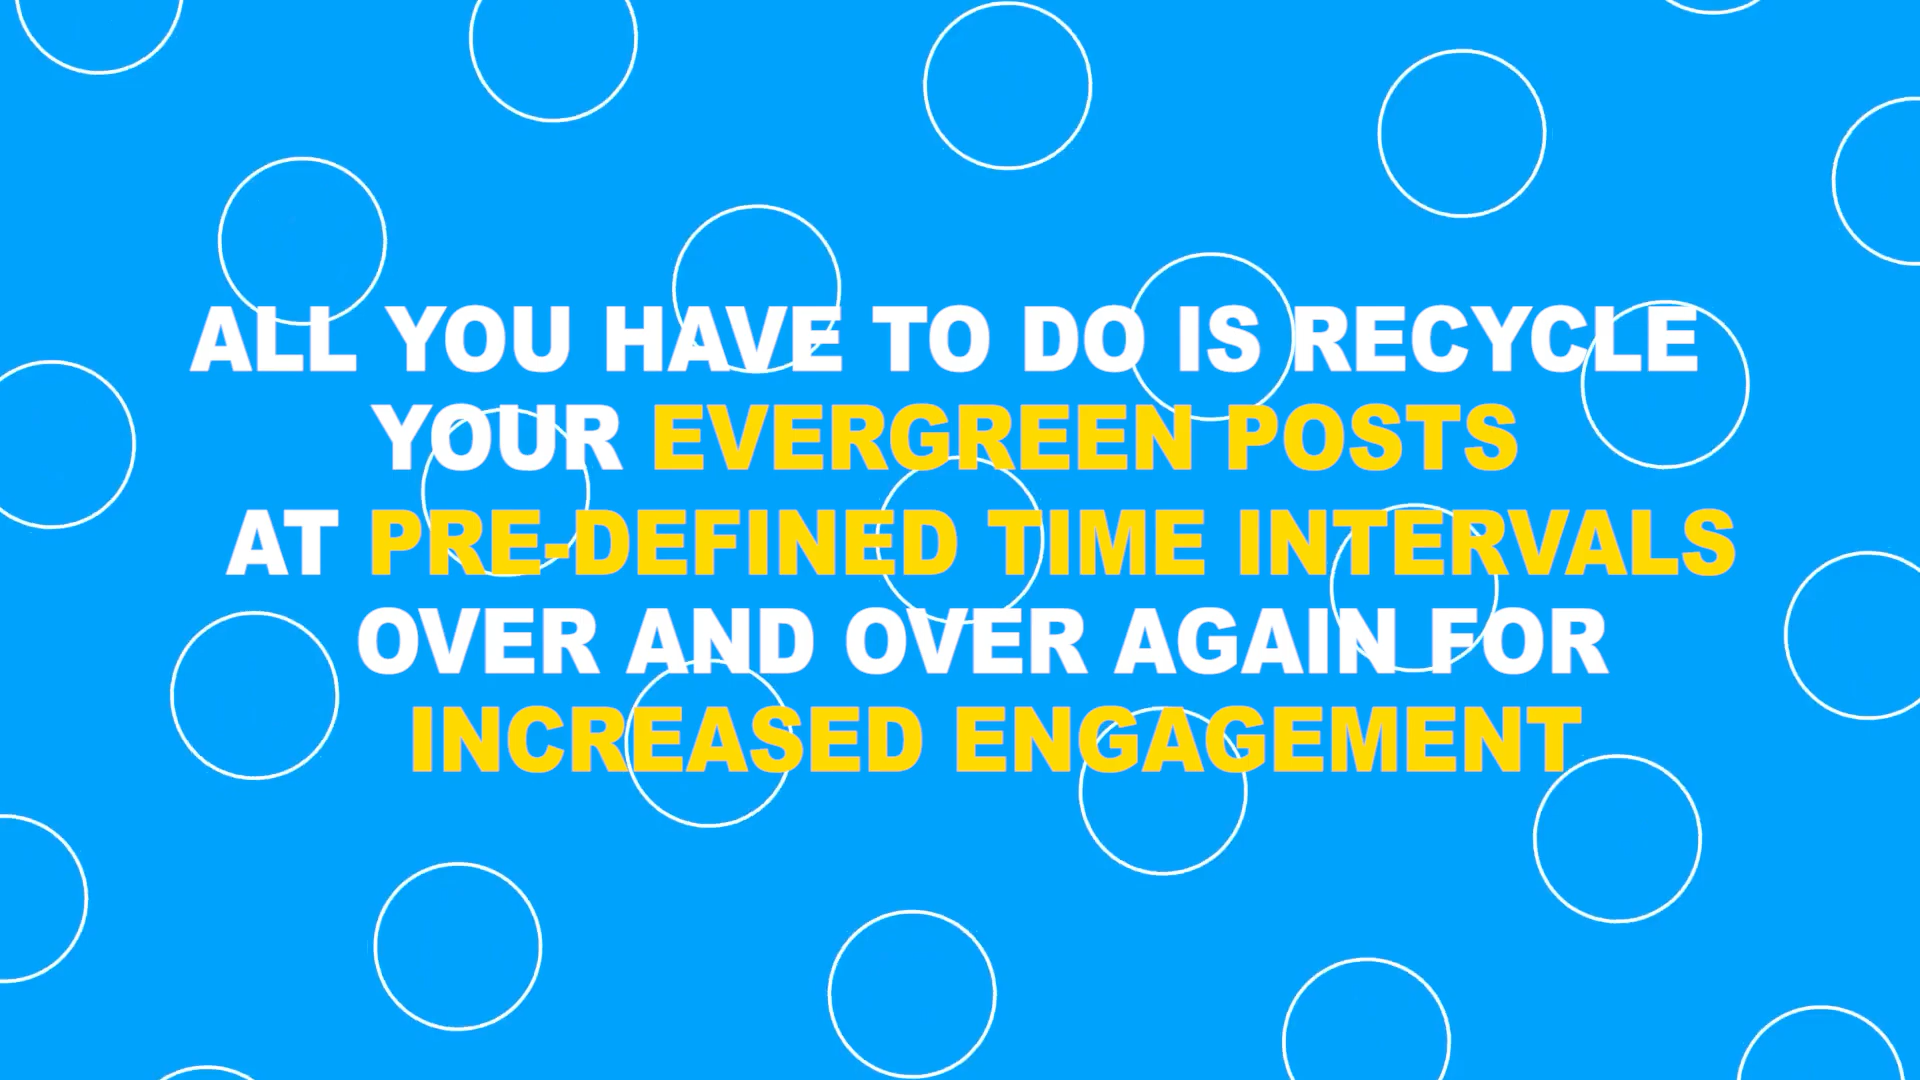 ALL YOU HAVE TO DO IS RECYCLE
YOUR EVERGREEN POSTS
AT PRE-DEFINED TIME INTERVALS
OVER AND OVER AGAIN FOR
INCREASED ENGAGEMENT